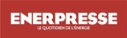 ENERPRESSE
LE QUOTIDIEN DE L'ÉNERGIE